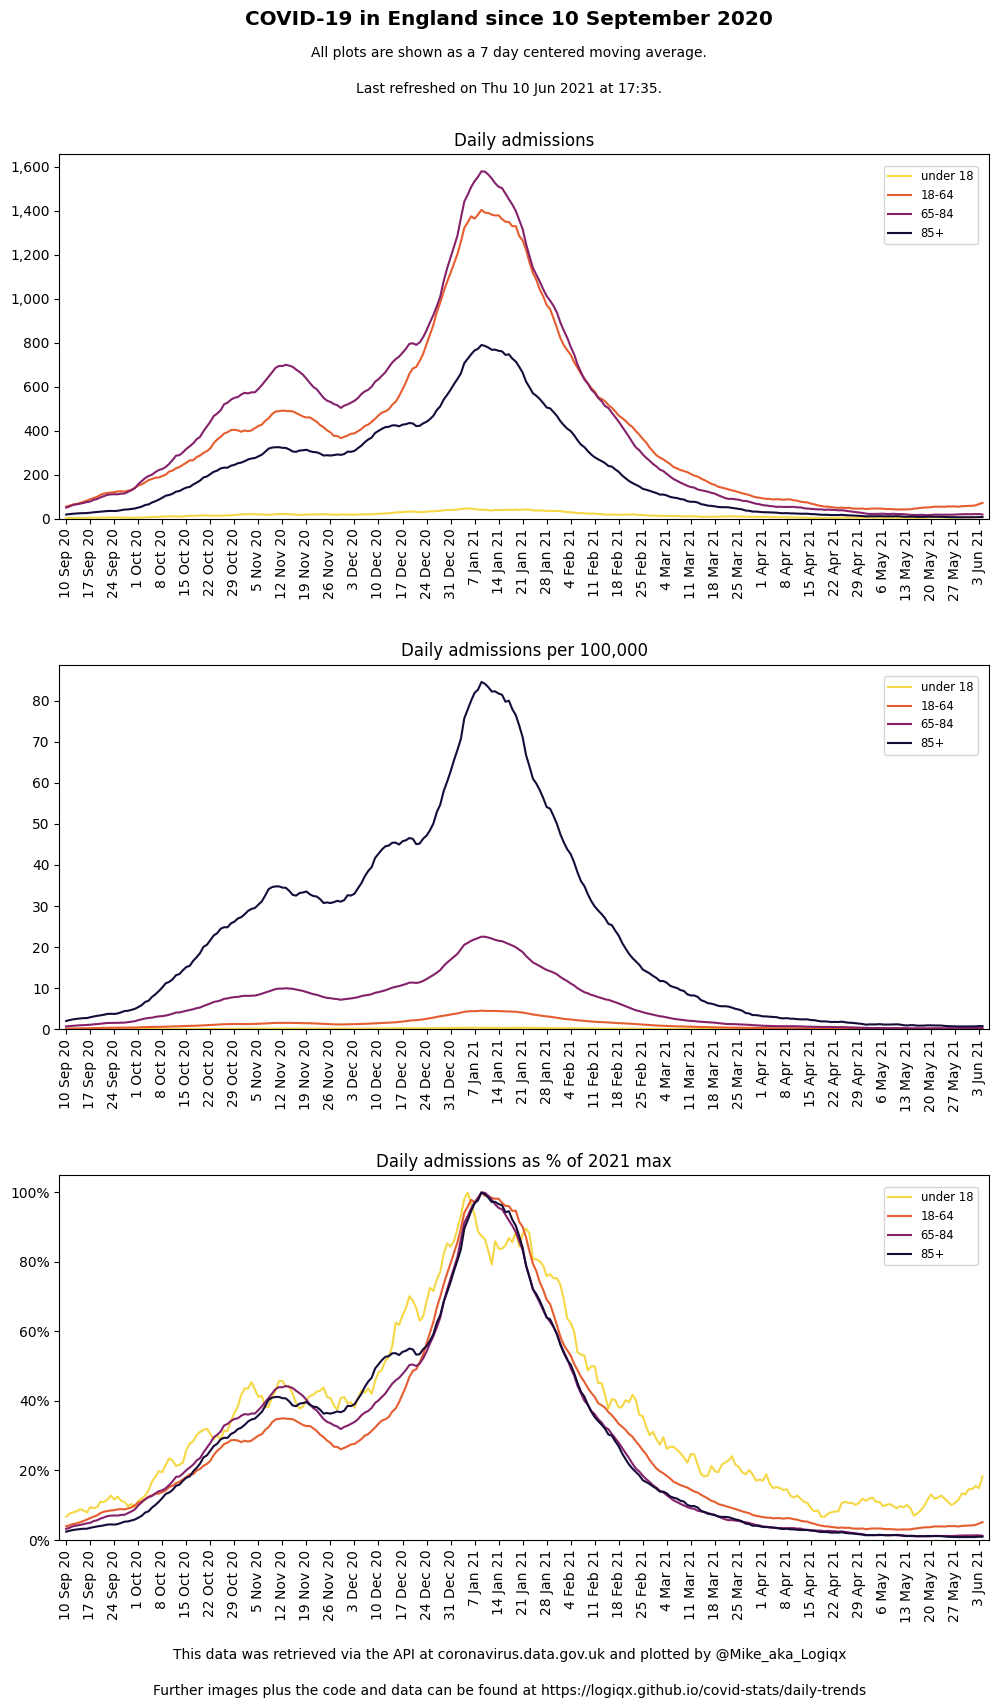 COVID-19 in England since 10 September 2020
All plots are shown as a 7 day centered moving average.
Last refreshed on Thu 10 Jun 2021 at 17:35.
Daily admissions
1,600
1,400
1,200
1,000
800
600
400
200
0
under 18
18-64
65-84
85+
10 Sep 20
17 Sep 20
24 Sep 20
1 Oct 20
8 Oct 20
15 Oct 20
22 Oct 20
29 Oct 20
5 Nov 20
12 Nov 20
19 Nov 20
26 Nov 20
3 Dec 20
10 Dec 20
17 Dec 20
24 Dec 20
31 Dec 20
7 Jan 21
14 Jan 21
21 Jan 21
28 Jan 21
4 Feb 21
11 Feb 21
18 Feb 21
25 Feb 21
4 Mar 21
11 Mar 21
18 Mar 21
25 Mar 21
1 Apr 21
8 Apr 21
15 Apr 21
22 Apr 21
29 Apr 21
6 May 21
13 May 21
20 May 21
27 May 21
3 Jun 21
Daily admissions per 100,000
80
70
60
50
40
30
20
10
0
under 18
18-64
65-84
85+
10 Sep 20
17 Sep 20
24 Sep 20
1 Oct 20
8 Oct 20
15 Oct 20
22 Oct 20
29 Oct 20
5 Nov 20
12 Nov 20
19 Nov 20
26 Nov 20
3 Dec 20
10 Dec 20
17 Dec 20
24 Dec 20
31 Dec 20
7 Jan 21
14 Jan 21
21 Jan 21
28 Jan 21
4 Feb 21
11 Feb 21
18 Feb 21
25 Feb 21
4 Mar 21
11 Mar 21
18 Mar 21
25 Mar 21
1 Apr 21
8 Apr 21
15 Apr 21
22 Apr 21
29 Apr 21
6 May 21
13 May 21
20 May 21
27 May 21
3 Jun 21
Daily admissions as % of 2021 max
100%
80%
60%
40%
20%
0%
under 18
18-64
65-84
85+
10 Sep 20
17 Sep 20
24 Sep 20
1 Oct 20
8 Oct 20
15 Oct 20
22 Oct 20
29 Oct 20
5 Nov 20
12 Nov 20
19 Nov 20
26 Nov 20
3 Dec 20
10 Dec 20
17 Dec 20
24 Dec 20
31 Dec 20
7 Jan 21
14 Jan 21
21 Jan 21
28 Jan 21
4 Feb 21
11 Feb 21
18 Feb 21
25 Feb 21
4 Mar 21
11 Mar 21
18 Mar 21
25 Mar 21
1 Apr 21
8 Apr 21
15 Apr 21
22 Apr 21
29 Apr 21
6 May 21
13 May 21
20 May 21
27 May 21
3 Jun 21
This data was retrieved via the API at coronavirus.data.gov.uk and plotted by @Mike_aka_Logiqx
Further images plus the code and data can be found at https://logiqx.github.io/covid-stats/daily-trends